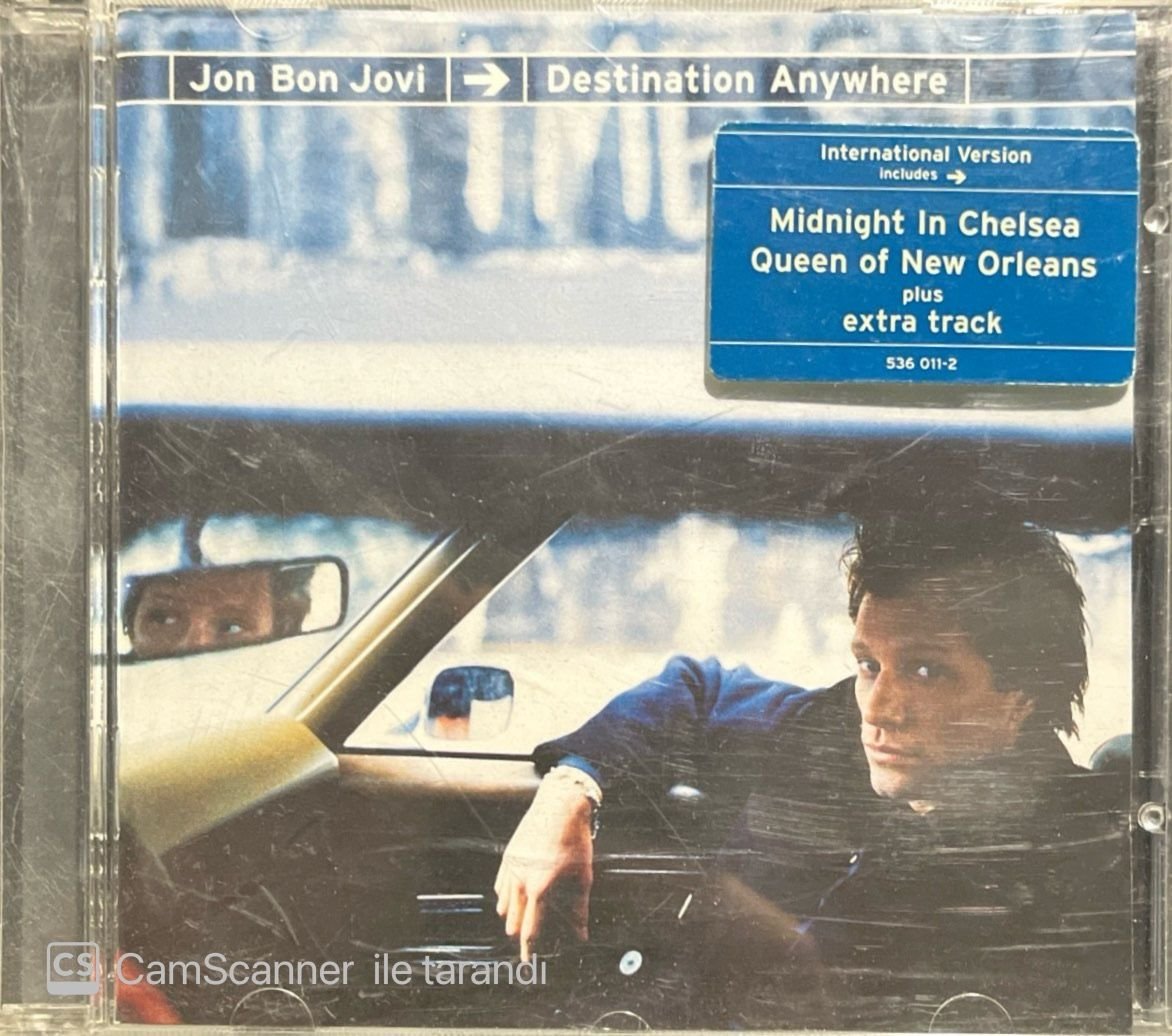 Jon Bon Jovi → Destination Anywhere
International Version
includes →
Midnight In Chelsea
Queen of New Orleans
plus
extra track
536 011-2
CS CamScanner ile tarandı